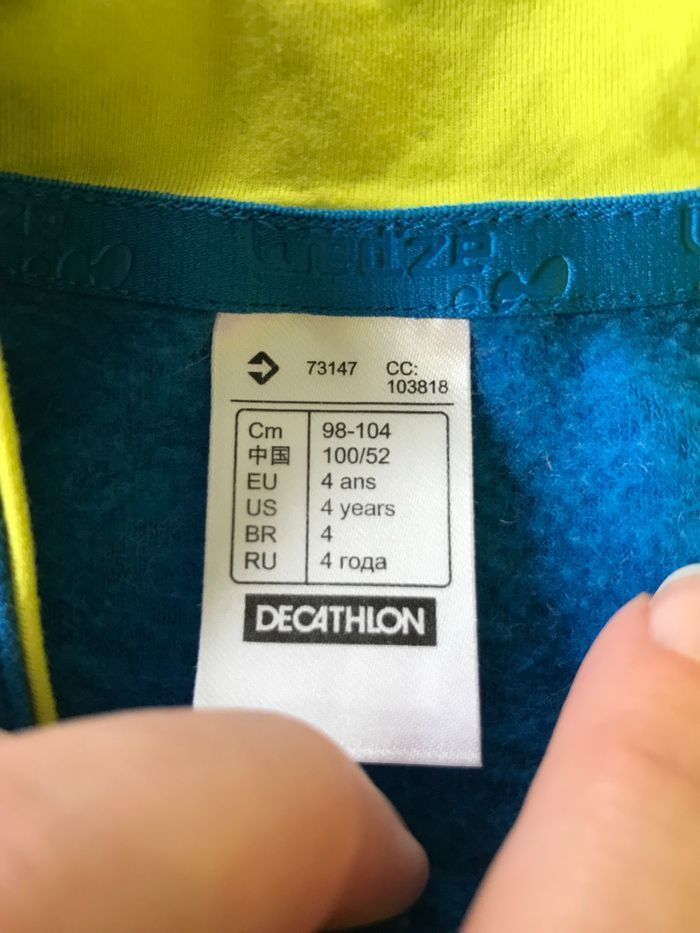 wedze
73147 CC:
103818
Cm 98-104
中国 100/52
EU 4 ans
US 4 years
BR 4
RU 4 года
DECATHLON